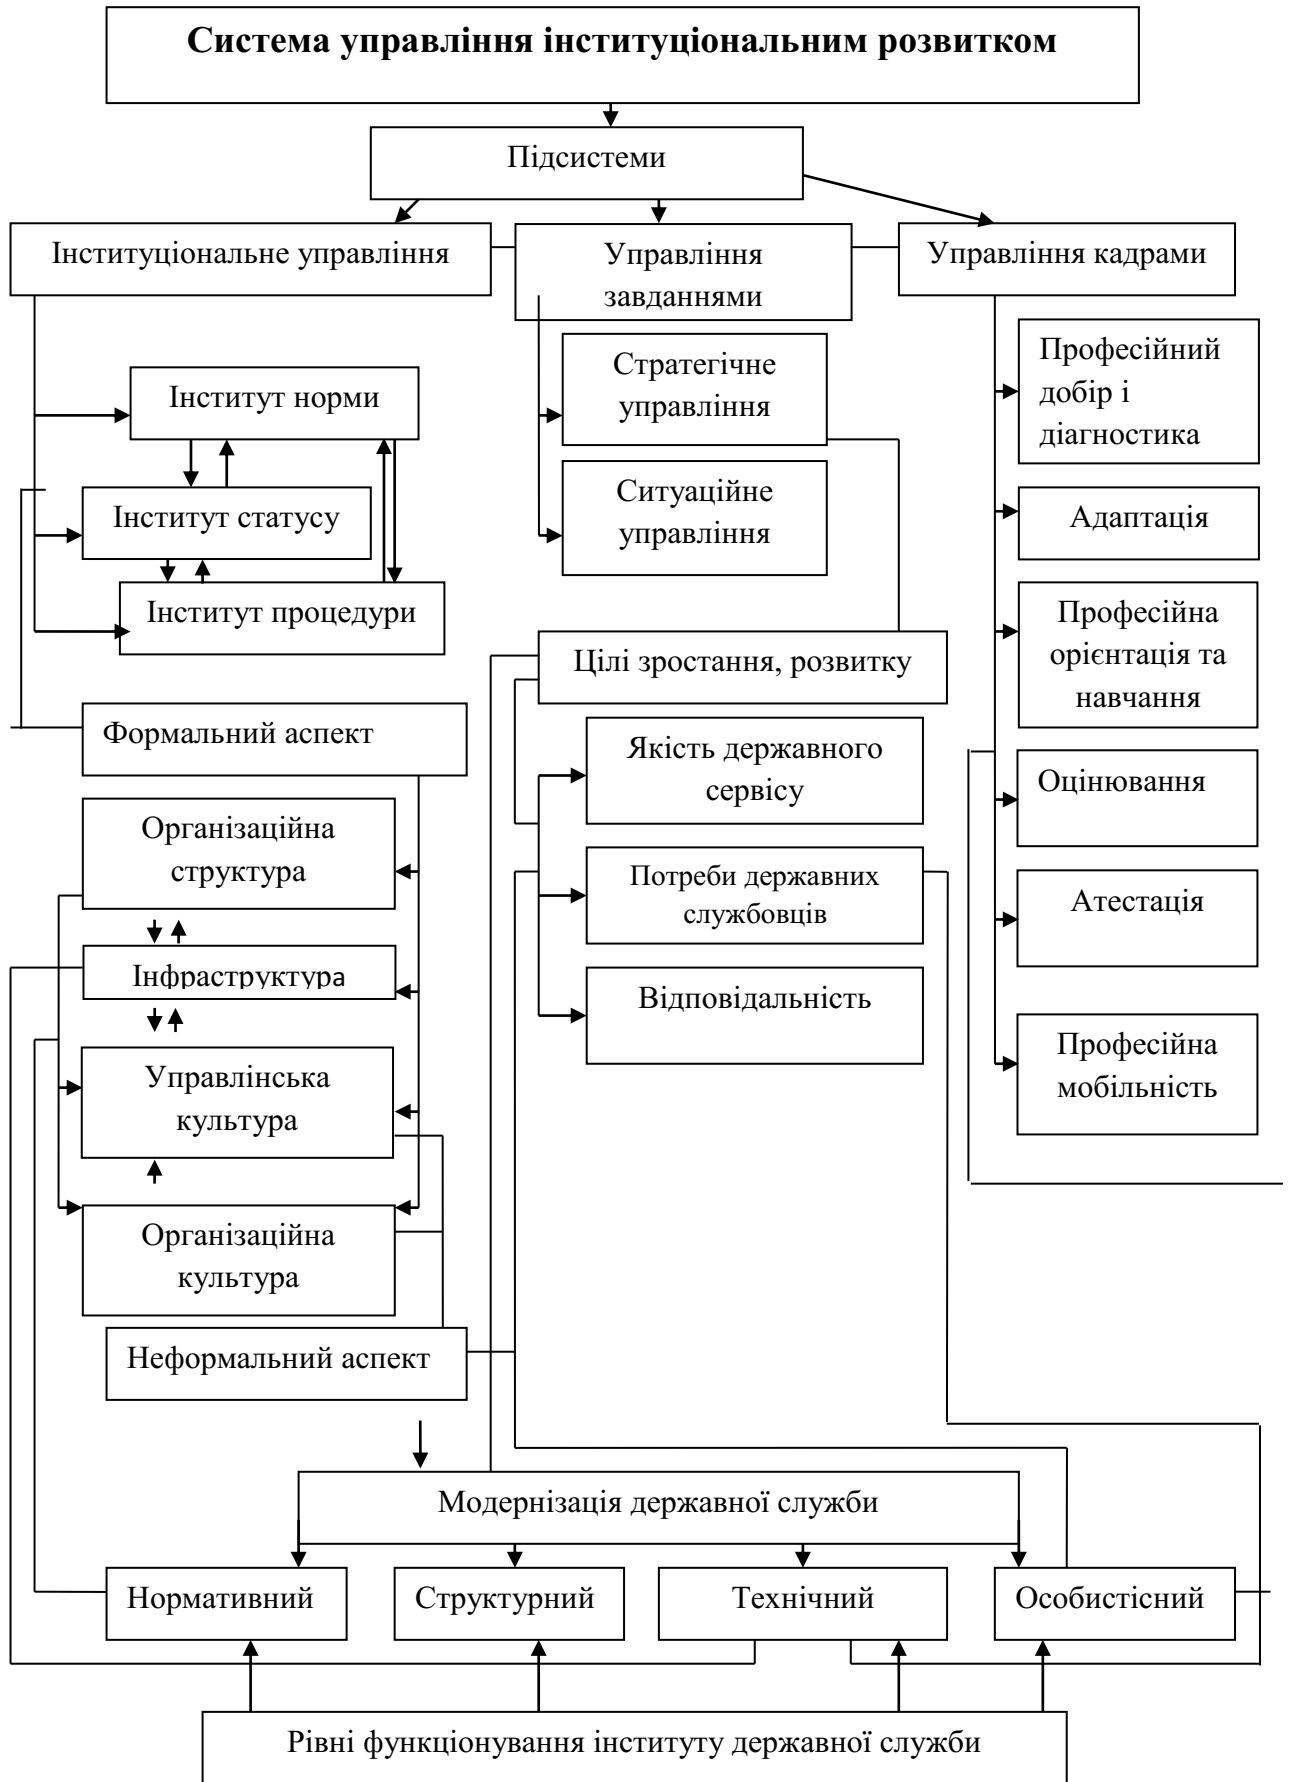 Система управління інституціональним розвитком
Підсистеми
Інституціональне управління
Управління
завданнями
Управління кадрами
Стратегічне
управління
Ситуаційне
управління
Інститут норми
Інститут статусу
Інститут процедури
Професійний
добір і
діагностика
Адаптація
Професійна
орієнтація та
навчання
Оцінювання
Атестація
Професійна
мобільність
Цілі зростання, розвитку
Якість державного
сервісу
Потреби державних
службовців
Відповідальність
Формальний аспект
Організаційна
структура
Інфраструктура
Управлінська
культура
Організаційна
культура
Неформальний аспект
Модернізація державної служби
Нормативний
Структурний
Технічний
Особистісний
Рівні функціонування інституту державної служби